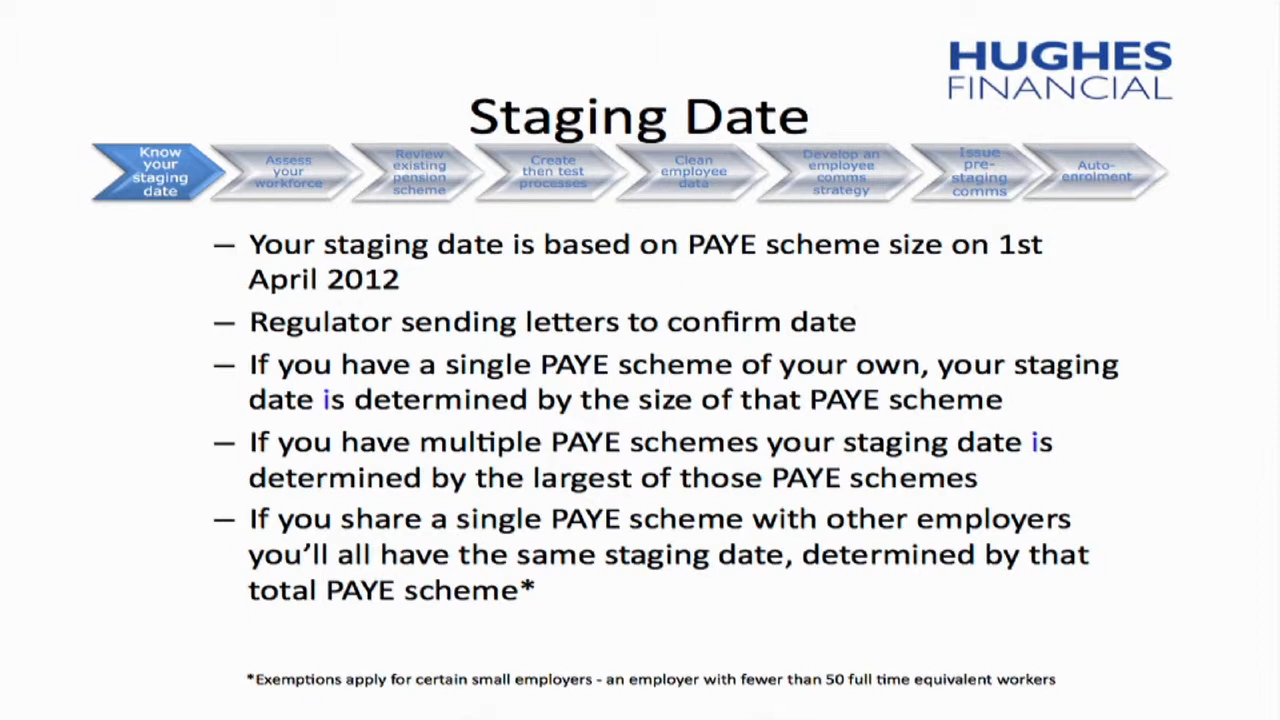 HUGHES
FINANCIAL
Staging Date
Know
your
staging
date
Assess
your
workforce
Review
existing
pension
scheme
Create
then test
processes
Clean
employee
data
Develop an
employee
comms
strategy
Issue
pre-
staging
comms
Auto-
enrolment
– Your staging date is based on PAYE scheme size on 1st
April 2012
– Regulator sending letters to confirm date
– If you have a single PAYE scheme of your own, your staging
date is determined by the size of that PAYE scheme
– If you have multiple PAYE schemes your staging date is
determined by the largest of those PAYE schemes
– If you share a single PAYE scheme with other employers
you’ll all have the same staging date, determined by that
total PAYE scheme*
*Exemptions apply for certain small employers - an employer with fewer than 50 full time equivalent workers